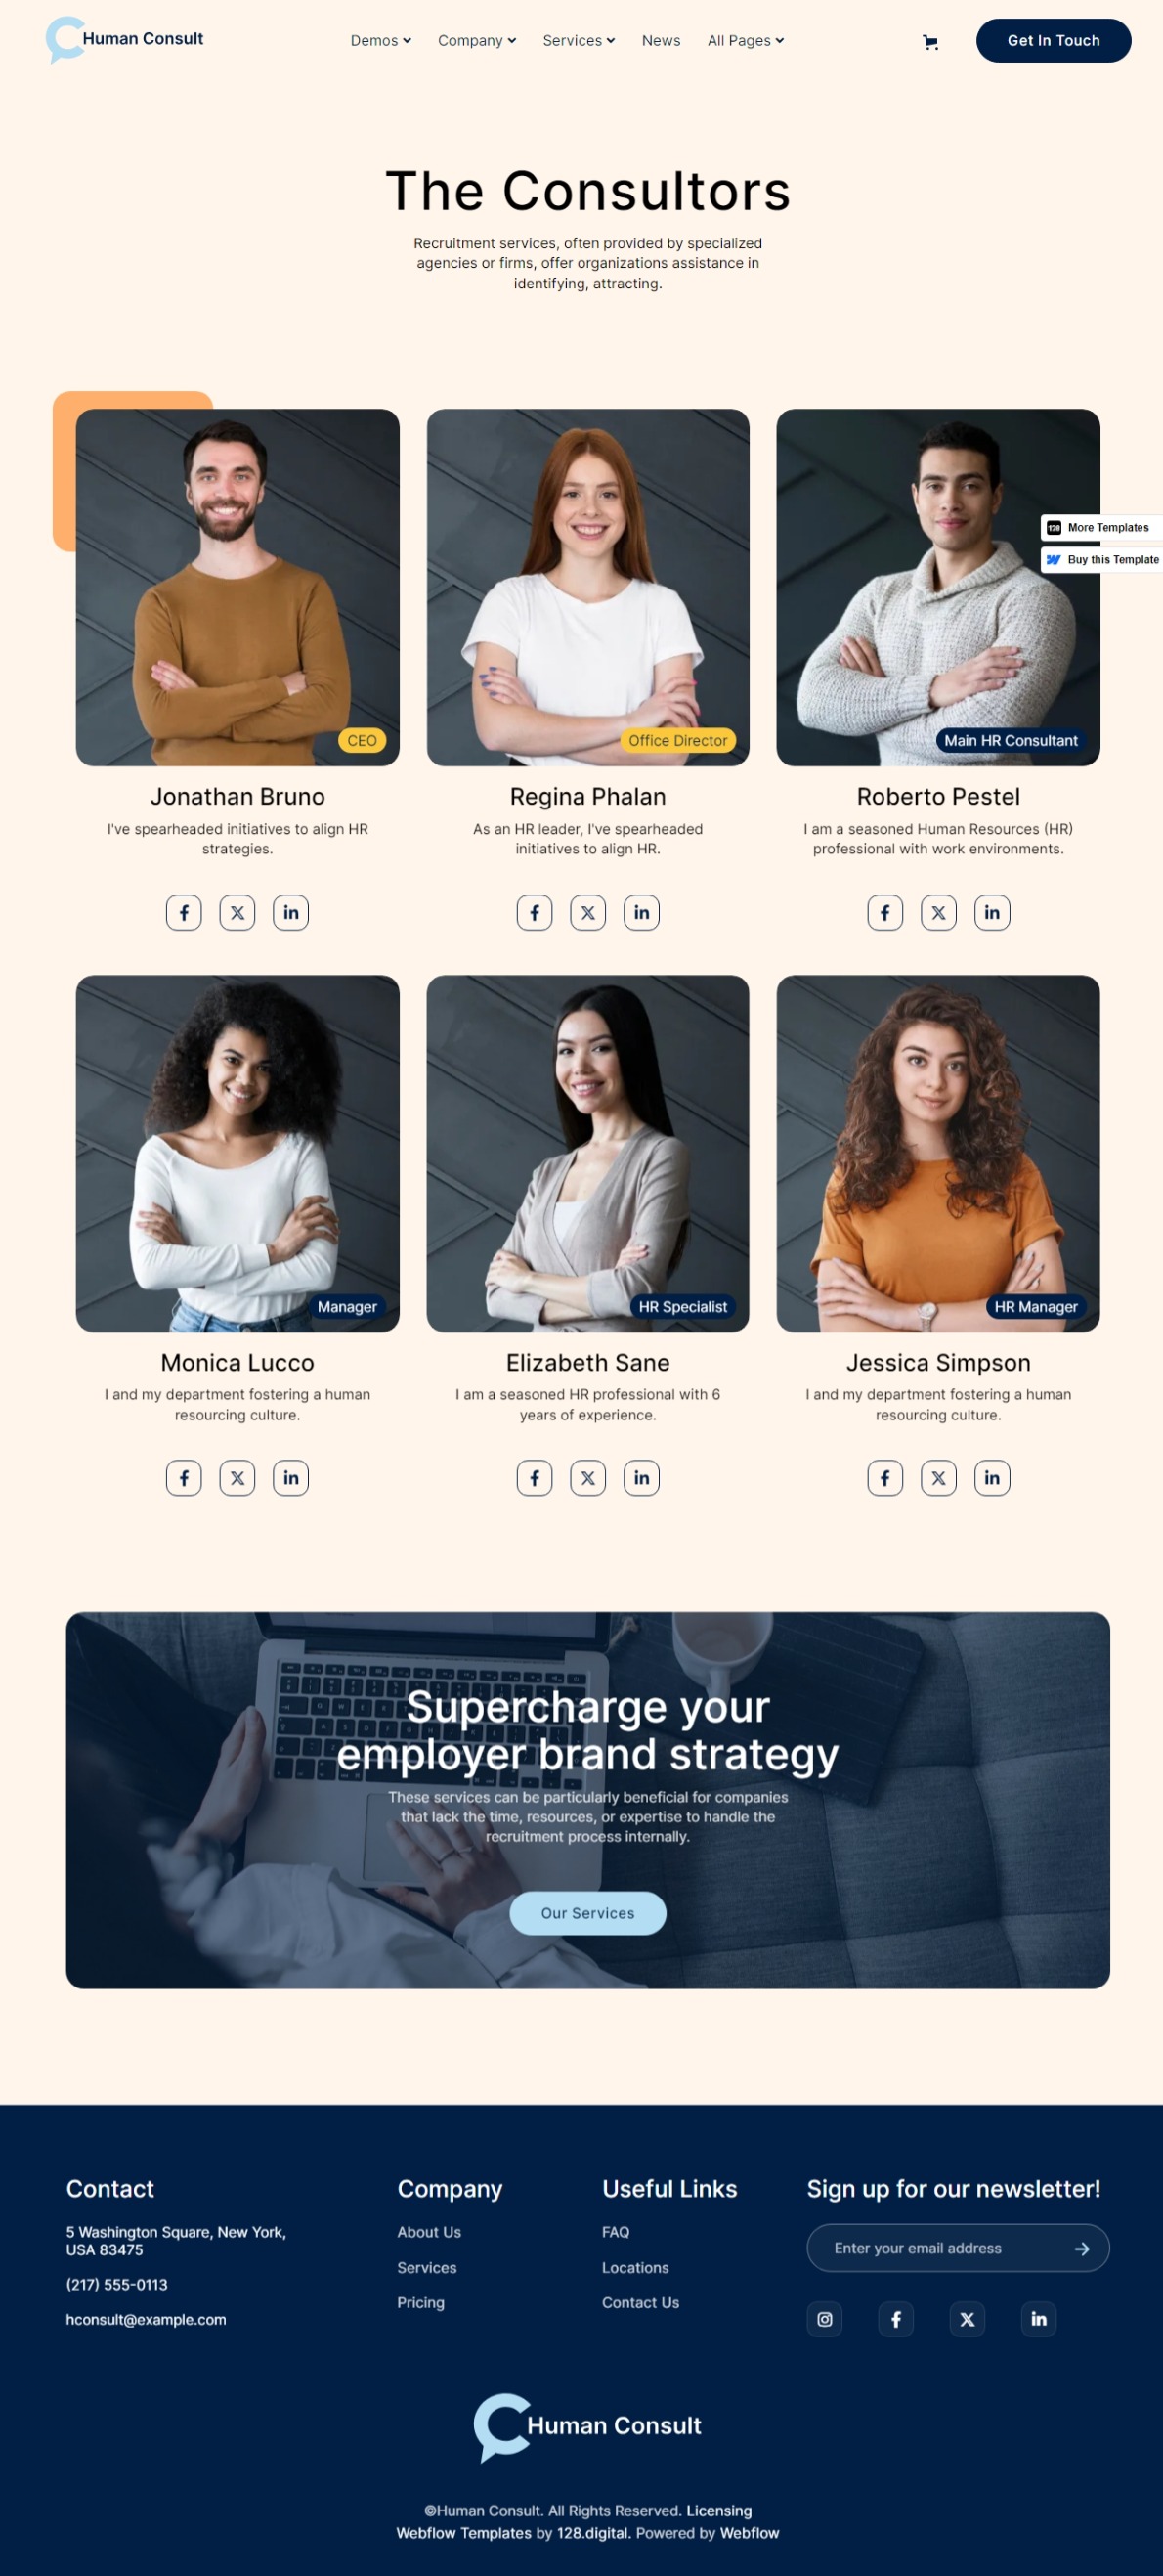 Human Consult
Demos
Company
Services
News
All Pages
Get In Touch
The Consultors
Recruitment services, often provided by specialized
agencies or firms, offer organizations assistance in
identifying, attracting.
More Templates
Buy this Template
CEO
Office Director
Main HR Consultant
Jonathan Bruno
I've spearheaded initiatives to align HR
strategies.
Regina Phalan
As an HR leader, I've spearheaded
initiatives to align HR.
Roberto Pestel
I am a seasoned Human Resources (HR)
professional with work environments.
Manager
HR Specialist
HR Manager
Monica Lucco
I and my department fostering a human
resourcing culture.
Elizabeth Sane
I am a seasoned HR professional with 6
years of experience.
Jessica Simpson
I and my department fostering a human
resourcing culture.
Supercharge your
employer brand strategy
These services can be particularly beneficial for companies
that lack the time, resources, or expertise to handle the
recruitment process internally.
Our Services
Contact
5 Washington Square, New York,
USA 83475
(217) 555-0113
hconsult@example.com
Company
About Us
Services
Pricing
Useful Links
FAQ
Locations
Contact Us
Sign up for our newsletter!
Enter your email address
Human Consult
©Human Consult. All Rights Reserved. Licensing
Webflow Templates by 128.digital. Powered by Webflow